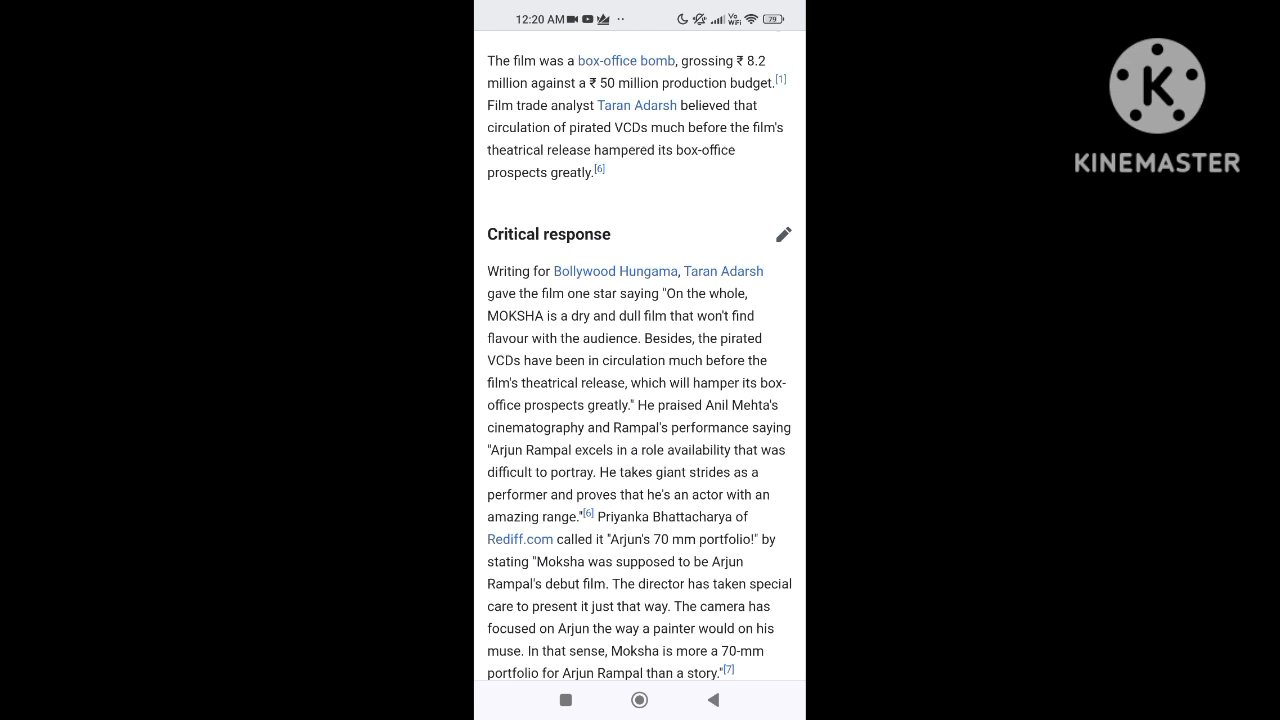 12:20 AM
Vo WiFi 79
The film was a box-office bomb, grossing ₹ 8.2
million against a ₹ 50 million production budget.[1]
Film trade analyst Taran Adarsh believed that
circulation of pirated VCDs much before the film's
theatrical release hampered its box-office
prospects greatly.[6]
Critical response
Writing for Bollywood Hungama, Taran Adarsh
gave the film one star saying "On the whole,
MOKSHA is a dry and dull film that won't find
flavour with the audience. Besides, the pirated
VCDs have been in circulation much before the
film's theatrical release, which will hamper its box-
office prospects greatly." He praised Anil Mehta's
cinematography and Rampal's performance saying
"Arjun Rampal excels in a role availability that was
difficult to portray. He takes giant strides as a
performer and proves that he's an actor with an
amazing range."[6] Priyanka Bhattacharya of
Rediff.com called it "Arjun's 70 mm portfolio!" by
stating "Moksha was supposed to be Arjun
Rampal's debut film. The director has taken special
care to present it just that way. The camera has
focused on Arjun the way a painter would on his
muse. In that sense, Moksha is more a 70-mm
portfolio for Arjun Rampal than a story."[7]
K
KINEMASTER